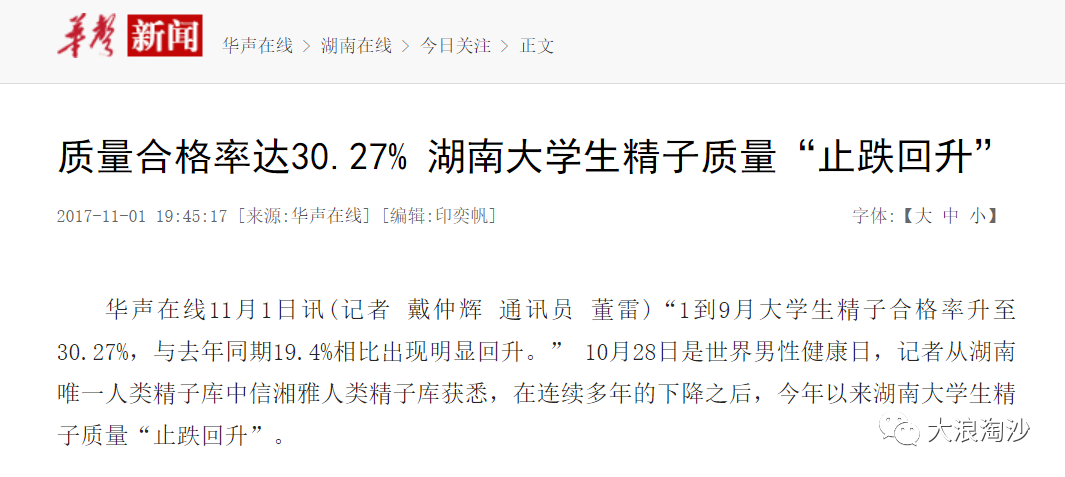 华声 新闻 华声在线 > 湖南在线 > 今日关注 > 正文
质量合格率达30.27% 湖南大学生精子质量“止跌回升”
2017-11-01 19:45:17 [来源:华声在线] [编辑:印奕帆] 字体:【大 中 小】
华声在线11月1日讯(记者 戴仲辉 通讯员 董雷)“1到9月大学生精子合格率升至
30.27%，与去年同期19.4%相比出现明显回升。” 10月28日是世界男性健康日，记者从湖南
唯一人类精子库中信湘雅人类精子库获悉，在连续多年的下降之后，今年以来湖南大学生精
子质量“止跌回升”。
大浪淘沙